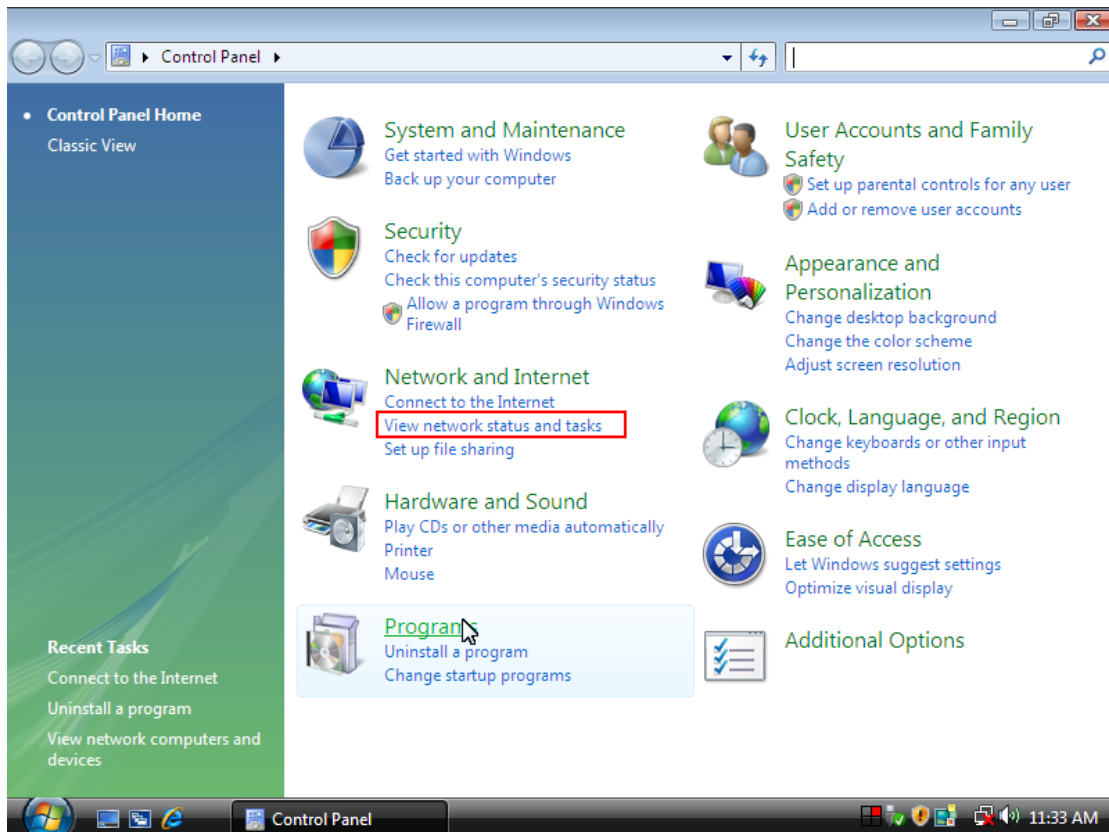 Control Panel
Control Panel Home
Classic View
Recent Tasks
Connect to the Internet
Uninstall a program
View network computers and
devices
System and Maintenance
Get started with Windows
Back up your computer
Security
Check for updates
Check this computer's security status
Allow a program through Windows
Firewall
Network and Internet
Connect to the Internet
View network status and tasks
Set up file sharing
Hardware and Sound
Play CDs or other media automatically
Printer
Mouse
Programs
Uninstall a program
Change startup programs
User Accounts and Family
Safety
Set up parental controls for any user
Add or remove user accounts
Appearance and
Personalization
Change desktop background
Change the color scheme
Adjust screen resolution
Clock, Language, and Region
Change keyboards or other input
methods
Change display language
Ease of Access
Let Windows suggest settings
Optimize visual display
Additional Options
Control Panel
11:33 AM